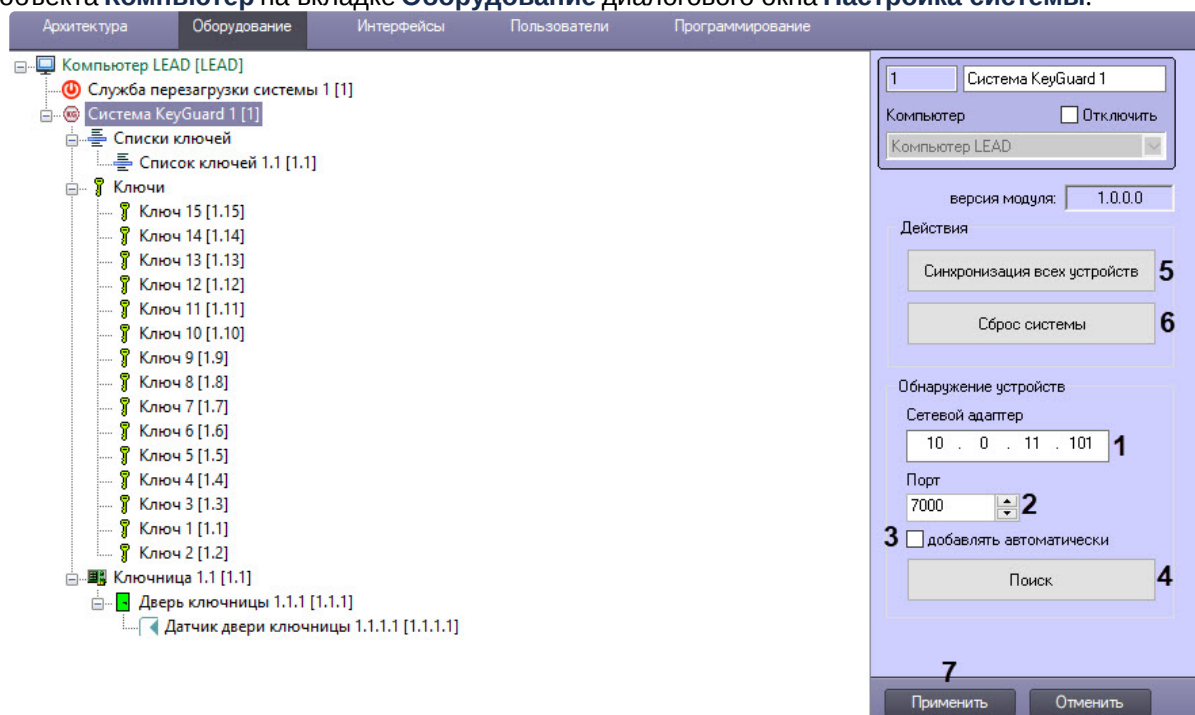 объекта Компьютер на вкладке Оборудование диалогового окна Настройка системы.
Архитектура Оборудование Интерфейсы Пользователи Программирование
Компьютер LEAD [LEAD]
Служба перезагрузки системы 1 [1]
Система KeyGuard 1 [1]
Списки ключей
Список ключей 1.1 [1.1]
Ключи
Ключ 15 [1.15]
Ключ 14 [1.14]
Ключ 13 [1.13]
Ключ 12 [1.12]
Ключ 11 [1.11]
Ключ 10 [1.10]
Ключ 9 [1.9]
Ключ 8 [1.8]
Ключ 7 [1.7]
Ключ 6 [1.6]
Ключ 5 [1.5]
Ключ 4 [1.4]
Ключ 3 [1.3]
Ключ 1 [1.1]
Ключ 2 [1.2]
Ключница 1.1 [1.1]
Дверь ключницы 1.1.1 [1.1.1]
Датчик двери ключницы 1.1.1.1 [1.1.1.1]
1 Система KeyGuard 1
Компьютер Отключить
Компьютер LEAD
версия модуля: 1.0.0.0
Действия
Синхронизация всех устройств 5
Сброс системы 6
Обнаружение устройств
Сетевой адаптер
10 . 0 . 11 . 101 1
Порт
7000 2
3 добавлять автоматически
Поиск 4
7
Применить Отменить